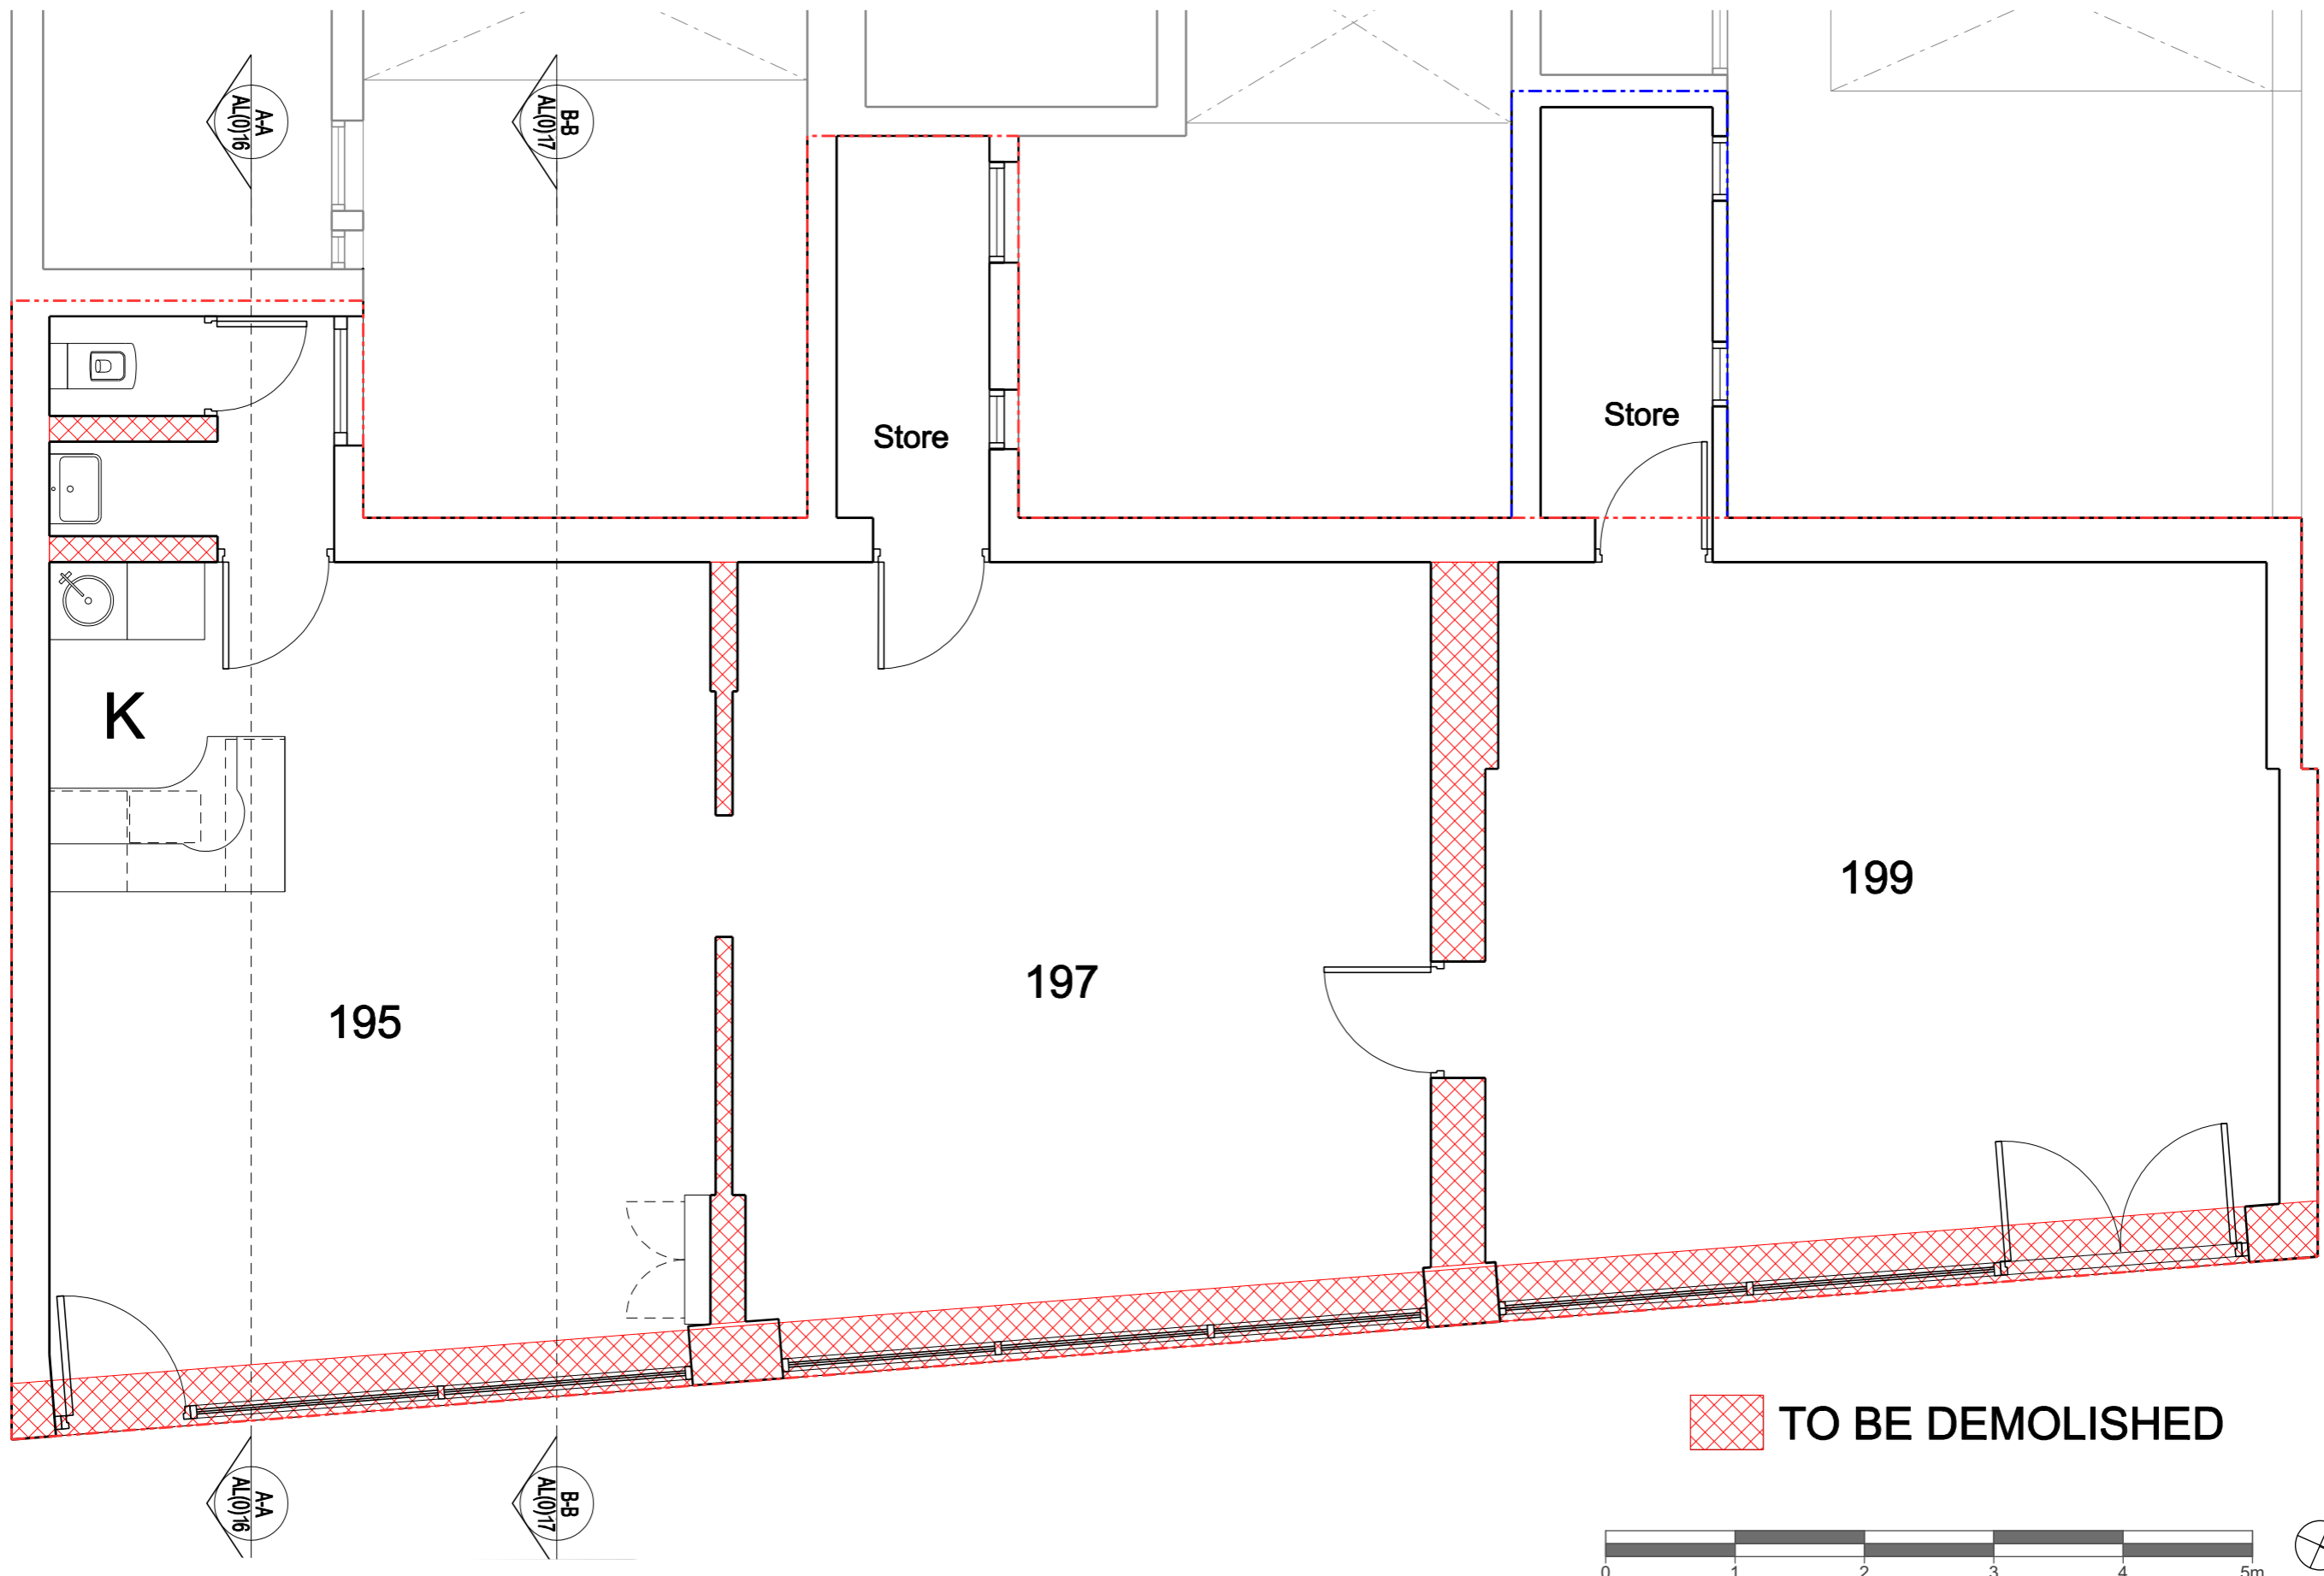 A-A
AL(0)16
B-B
AL(0)17
Store
Store
K
199
197
195
TO BE DEMOLISHED
A-A
AL(0)16
B-B
AL(0)17
0 1 2 3 4 5m